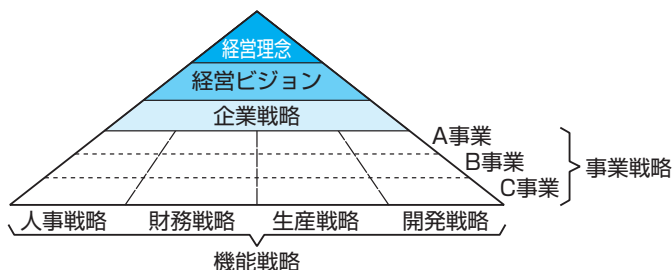 経営理念
経営ビジョン
企業戦略
A事業
B事業
C事業
事業戦略
人事戦略 財務戦略 生産戦略 開発戦略
機能戦略